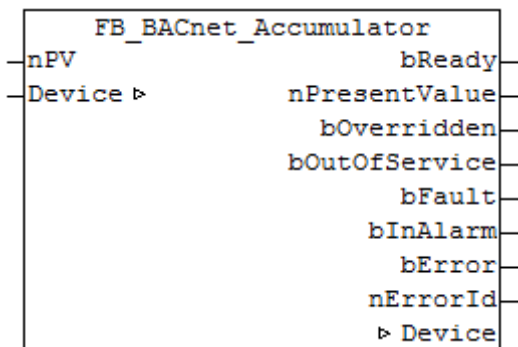 FB_BACnet_Accumulator
nPV bReady
Device ▷ nPresentValue
bOverridden
bOutOfService
bFault
bInAlarm
bError
nErrorId
▷ Device